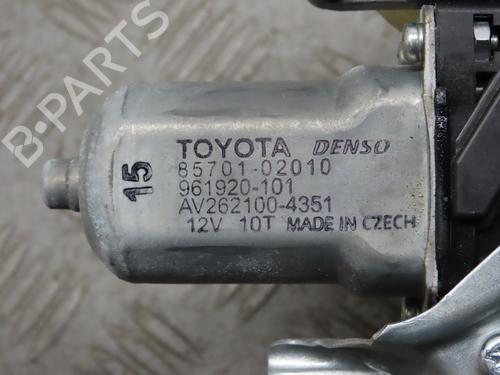 B-PARTS
15
TOYOTA DENSO
85701-02010
961920-101
AV262100-4351
12V 10T MADE IN CZECH